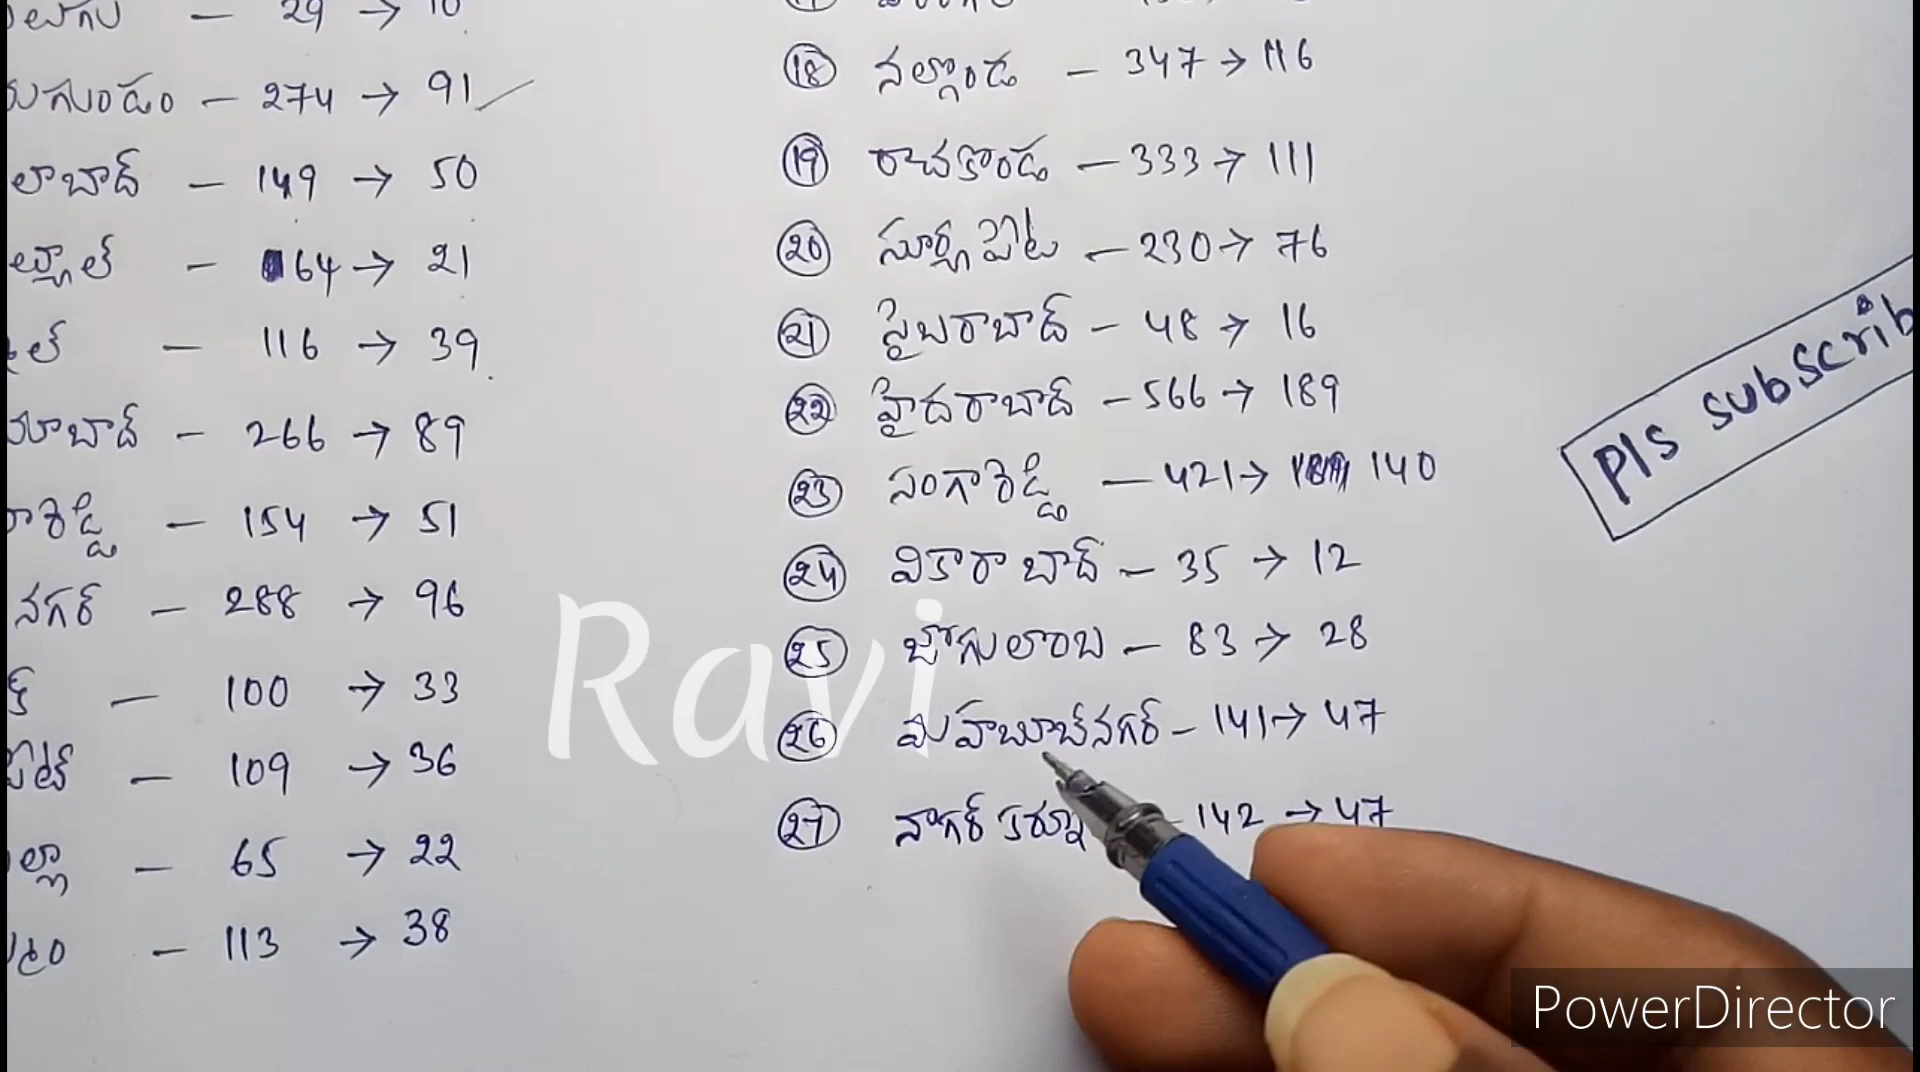 29 → 10
గుండం – 274 → 91
లాబాద్ – 149 → 50
– 64 → 21
– 116 → 39
బాద్ – 266 → 89
రెడ్డి – 154 → 51
నగర్ – 288 → 96
– 100 → 33
– 109 → 36
– 65 → 22
– 113 → 38
18 నల్గొండ – 347 → 116
19 రాచకొండ – 333 → 111
20 సూర్యాపేట – 230 → 76
21 సైబరాబాద్ – 48 → 16
22 హైదరాబాద్ – 566 → 189
23 సంగారెడ్డి – 421 → 140
24 వికారాబాద్ – 35 → 12
25 జోగులాంబ – 83 → 28
26 మహబూబ్‌నగర్ – 141 → 47
27 నాగర్ కర్నూ – 142 → 47
Pls subscrib
Ravi
PowerDirector